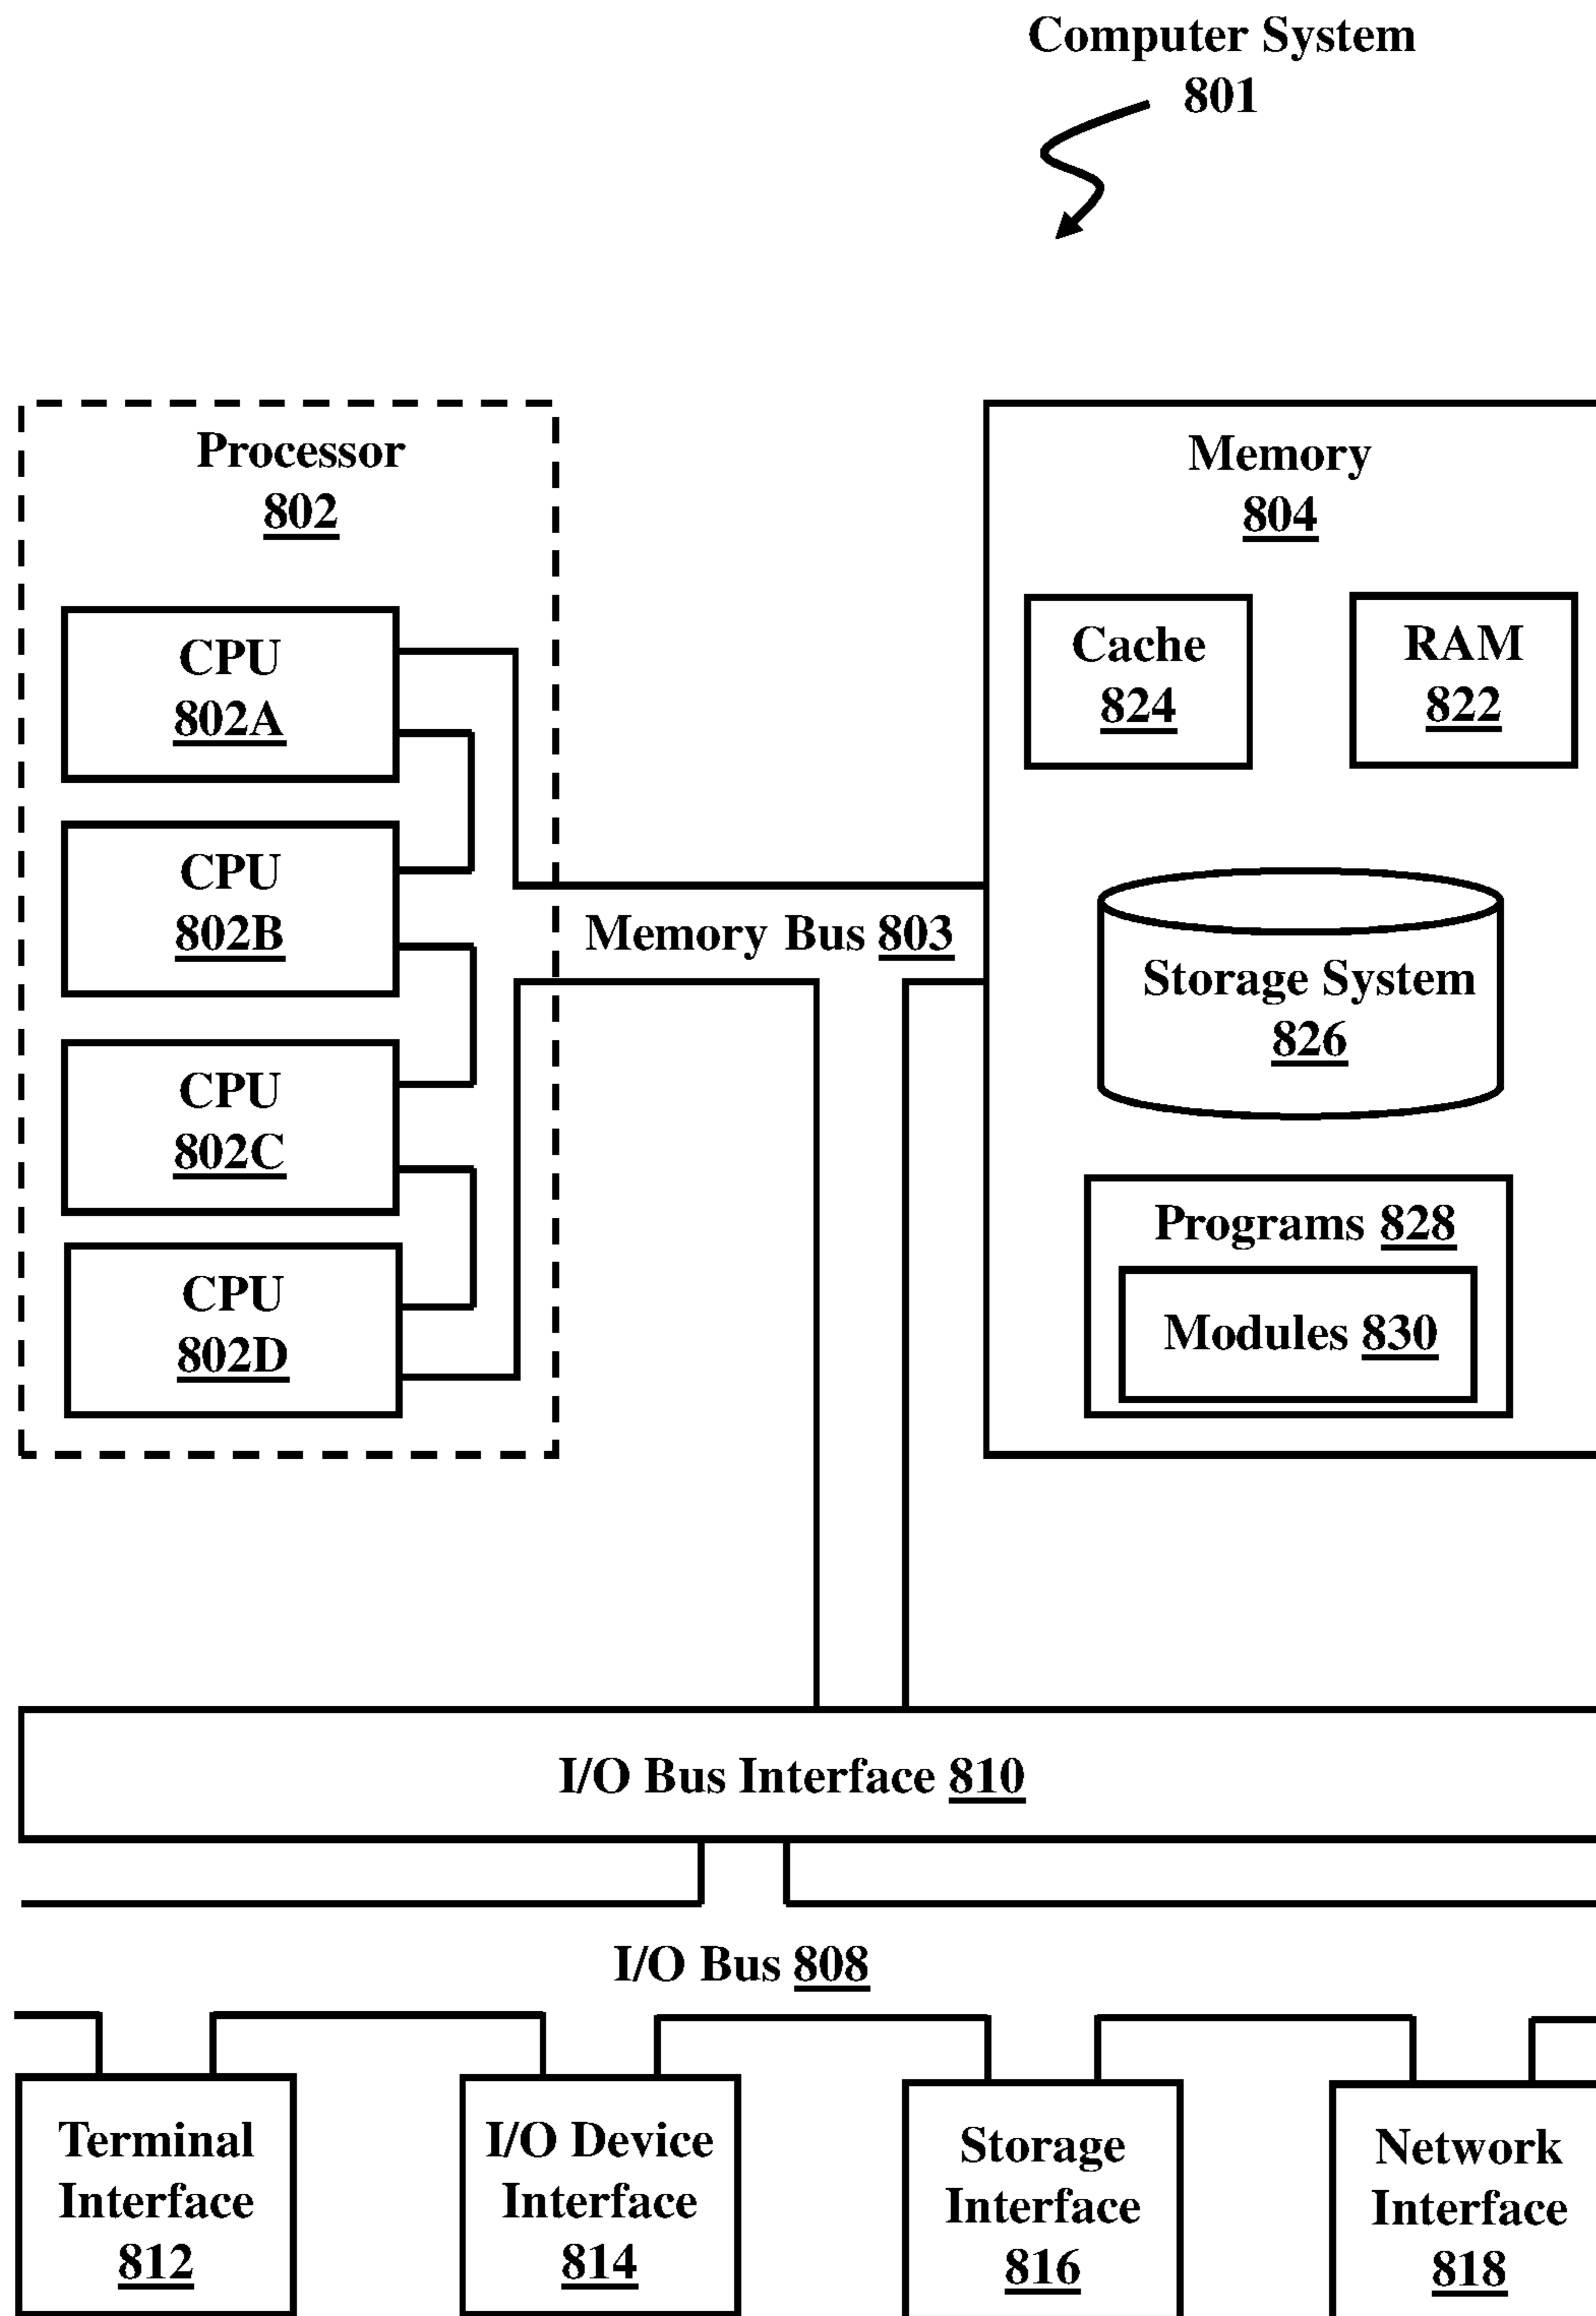 Computer System
801
Processor
802
CPU
802A
CPU
802B
CPU
802C
CPU
802D
Memory Bus 803
Memory
804
Cache
824
RAM
822
Storage System
826
Programs 828
Modules 830
I/O Bus Interface 810
I/O Bus 808
Terminal
Interface
812
I/O Device
Interface
814
Storage
Interface
816
Network
Interface
818